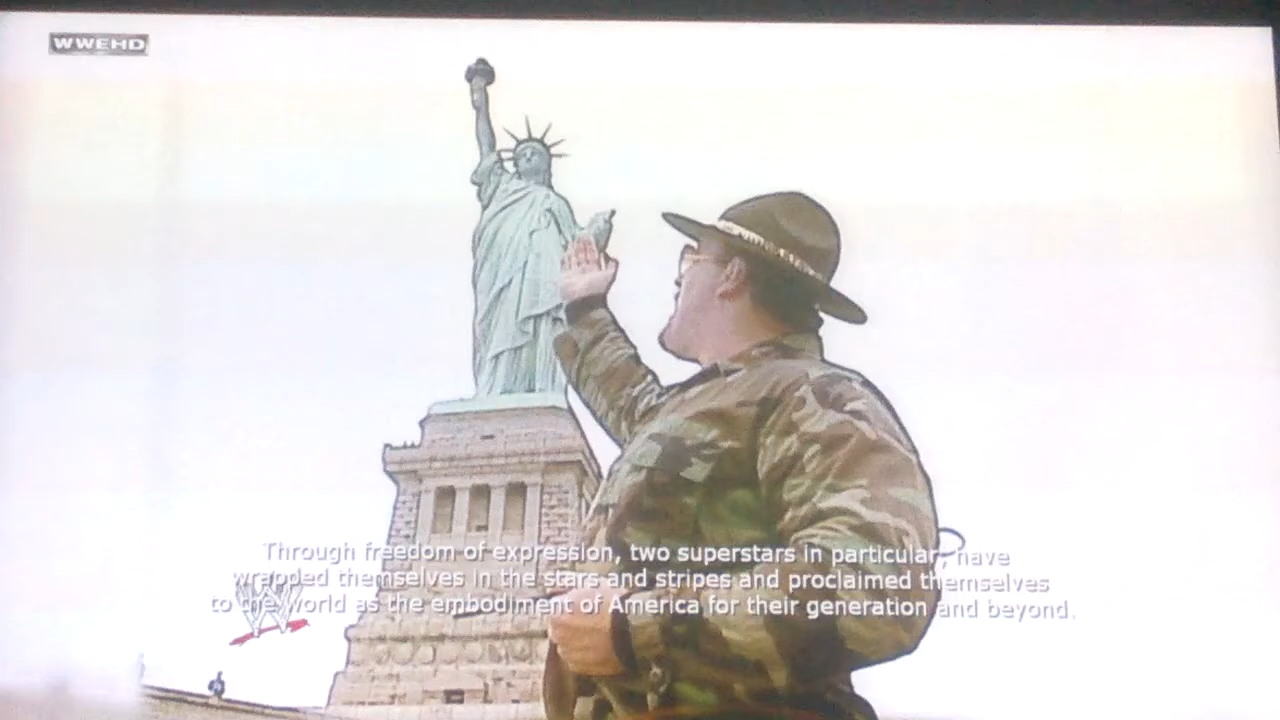 WWEHD
Through freedom of expression, two superstars in particular, have
wrapped themselves in the stars and stripes and proclaimed themselves
to the world as the embodiment of America for their generation and beyond.
W